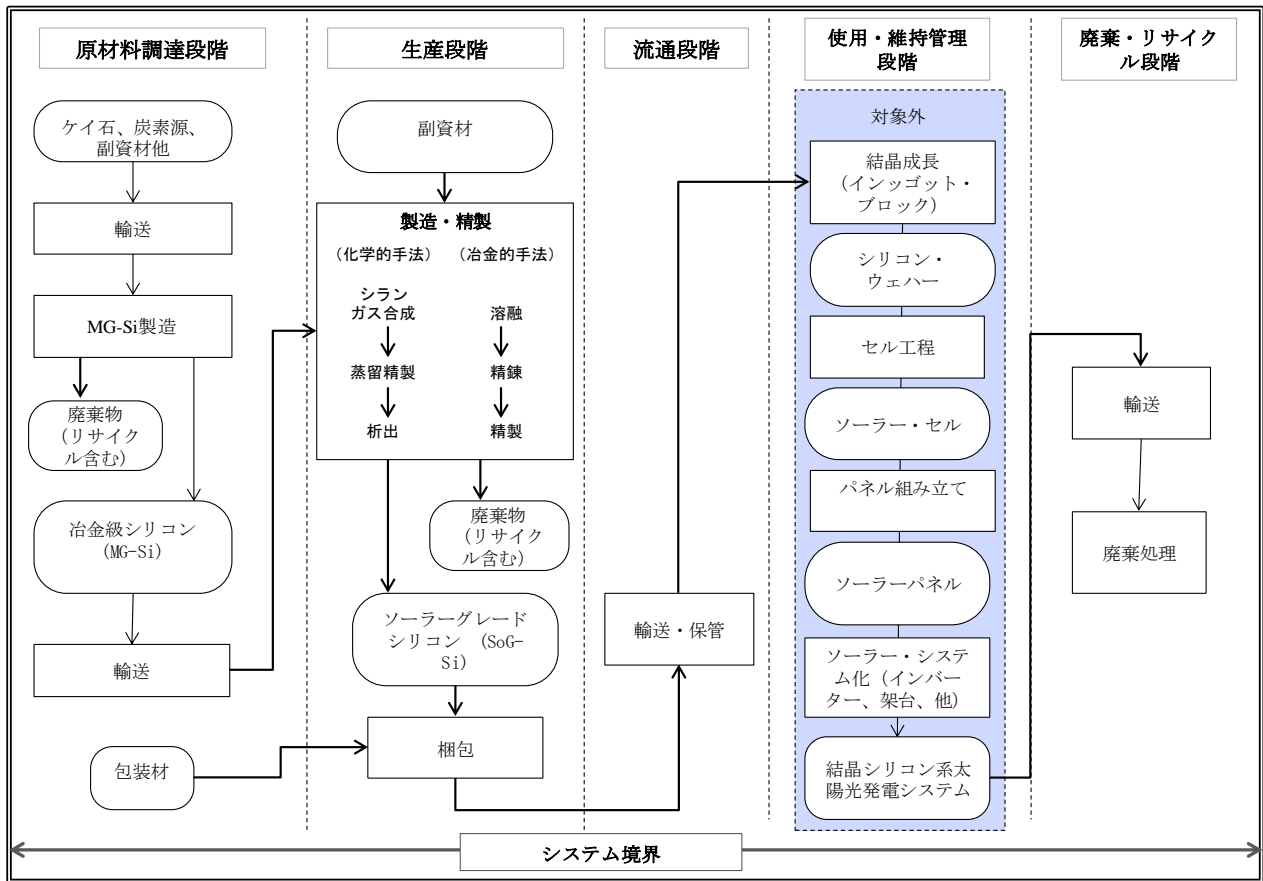 原材料調達段階
ケイ石、炭素源、
副資材他
輸送
MG-Si製造
廃棄物
(リサイク
ル含む)
冶金級シリコン
(MG-Si)
輸送
包装材
生産段階
副資材
製造・精製
(化学的手法)
(冶金的手法)
シラン
ガス合成
蒸留精製
析出
溶融
精錬
精製
廃棄物
(リサイク
ル含む)
ソーラーグレード
シリコン (SoG-
Si)
梱包
流通段階
輸送・保管
使用・維持管理
段階
対象外
結晶成長
(インッゴット・
ブロック)
シリコン・
ウェハー
セル工程
ソーラー・セル
パネル組み立て
ソーラーパネル
ソーラー・システ
ム化（インバー
ター、架台、他）
結晶シリコン系太
陽光発電システム
廃棄・リサイク
ル段階
輸送
廃棄処理
システム境界